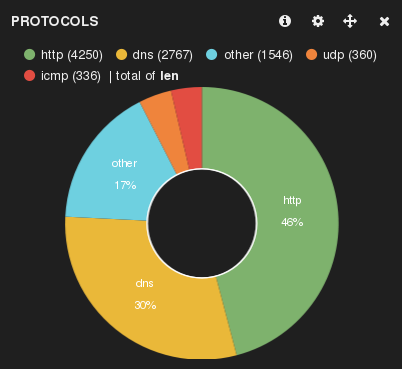 PROTOCOLS
http (4250) dns (2767) other (1546) udp (360)
icmp (336) | total of len
other
17%
http
46%
dns
30%